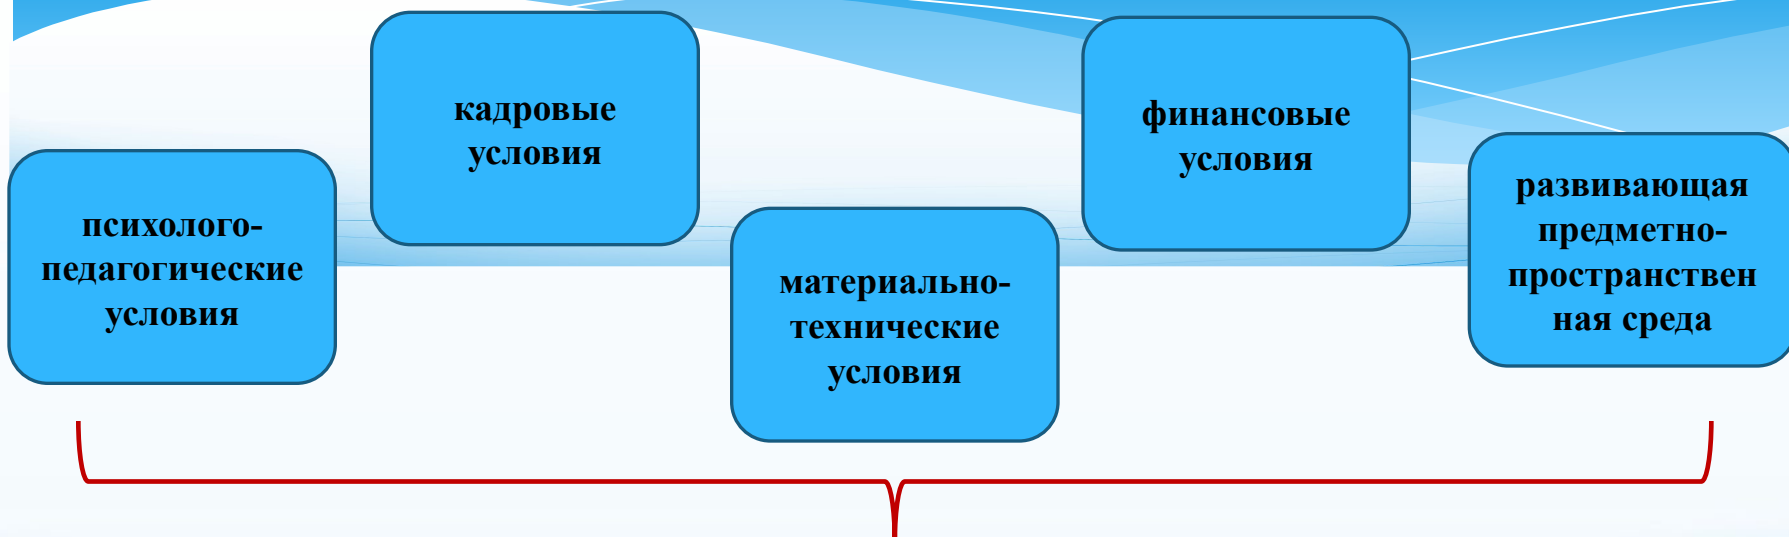 психолого-
педагогические
условия
кадровые
условия
материально-
технические
условия
финансовые
условия
развивающая
предметно-
пространствен
ная среда